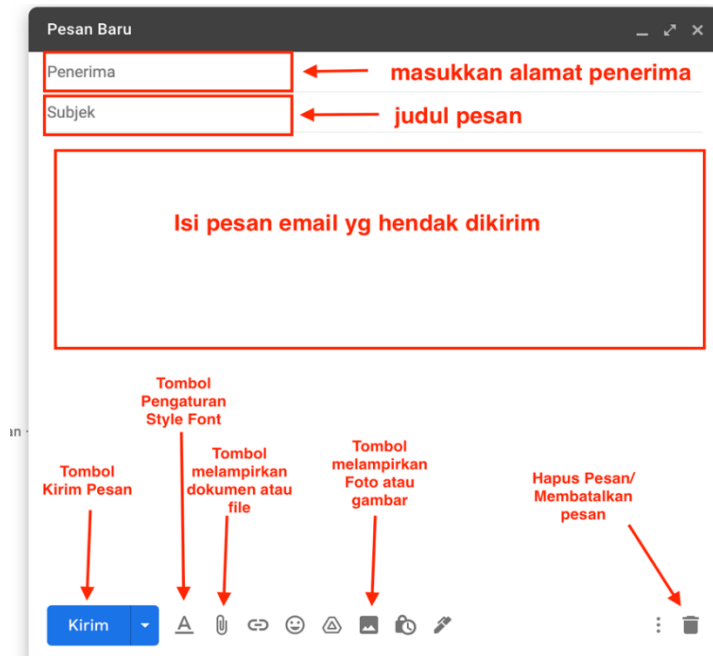 Pesan Baru
Penerima
masukkan alamat penerima
Subjek
judul pesan
Isi pesan email yg hendak dikirim
Tombol
Pengaturan
Style Font
an
Tombol
Kirim Pesan
Tombol
melampirkan
dokumen atau
file
Tombol
melampirkan
Foto atau
gambar
Hapus Pesan/
Membatalkan
pesan
Kirim
A